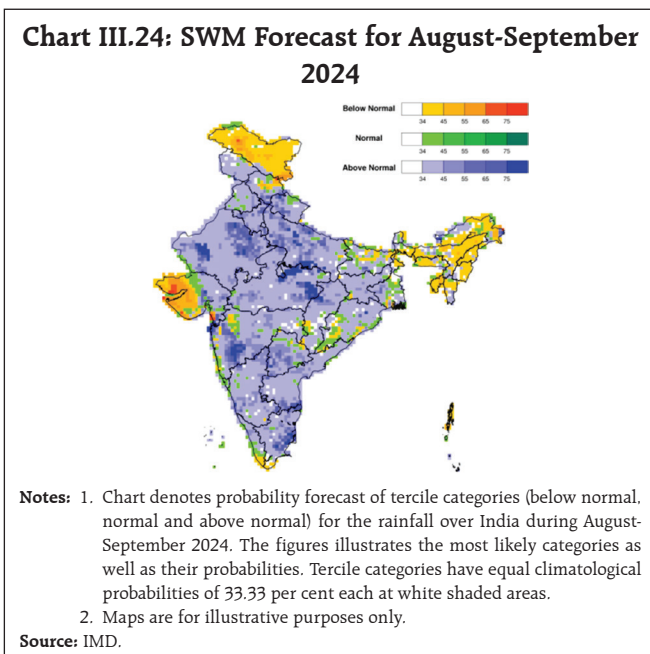 Chart III.24: SWM Forecast for August-September
2024
Below Normal
34 45 55 65 75
Normal
34 45 55 65 75
Above Normal
34 45 55 65 75
Notes: 1. Chart denotes probability forecast of tercile categories (below normal,
normal and above normal) for the rainfall over India during August-
September 2024. The figures illustrates the most likely categories as
well as their probabilities. Tercile categories have equal climatological
probabilities of 33.33 per cent each at white shaded areas.
2. Maps are for illustrative purposes only.
Source: IMD.